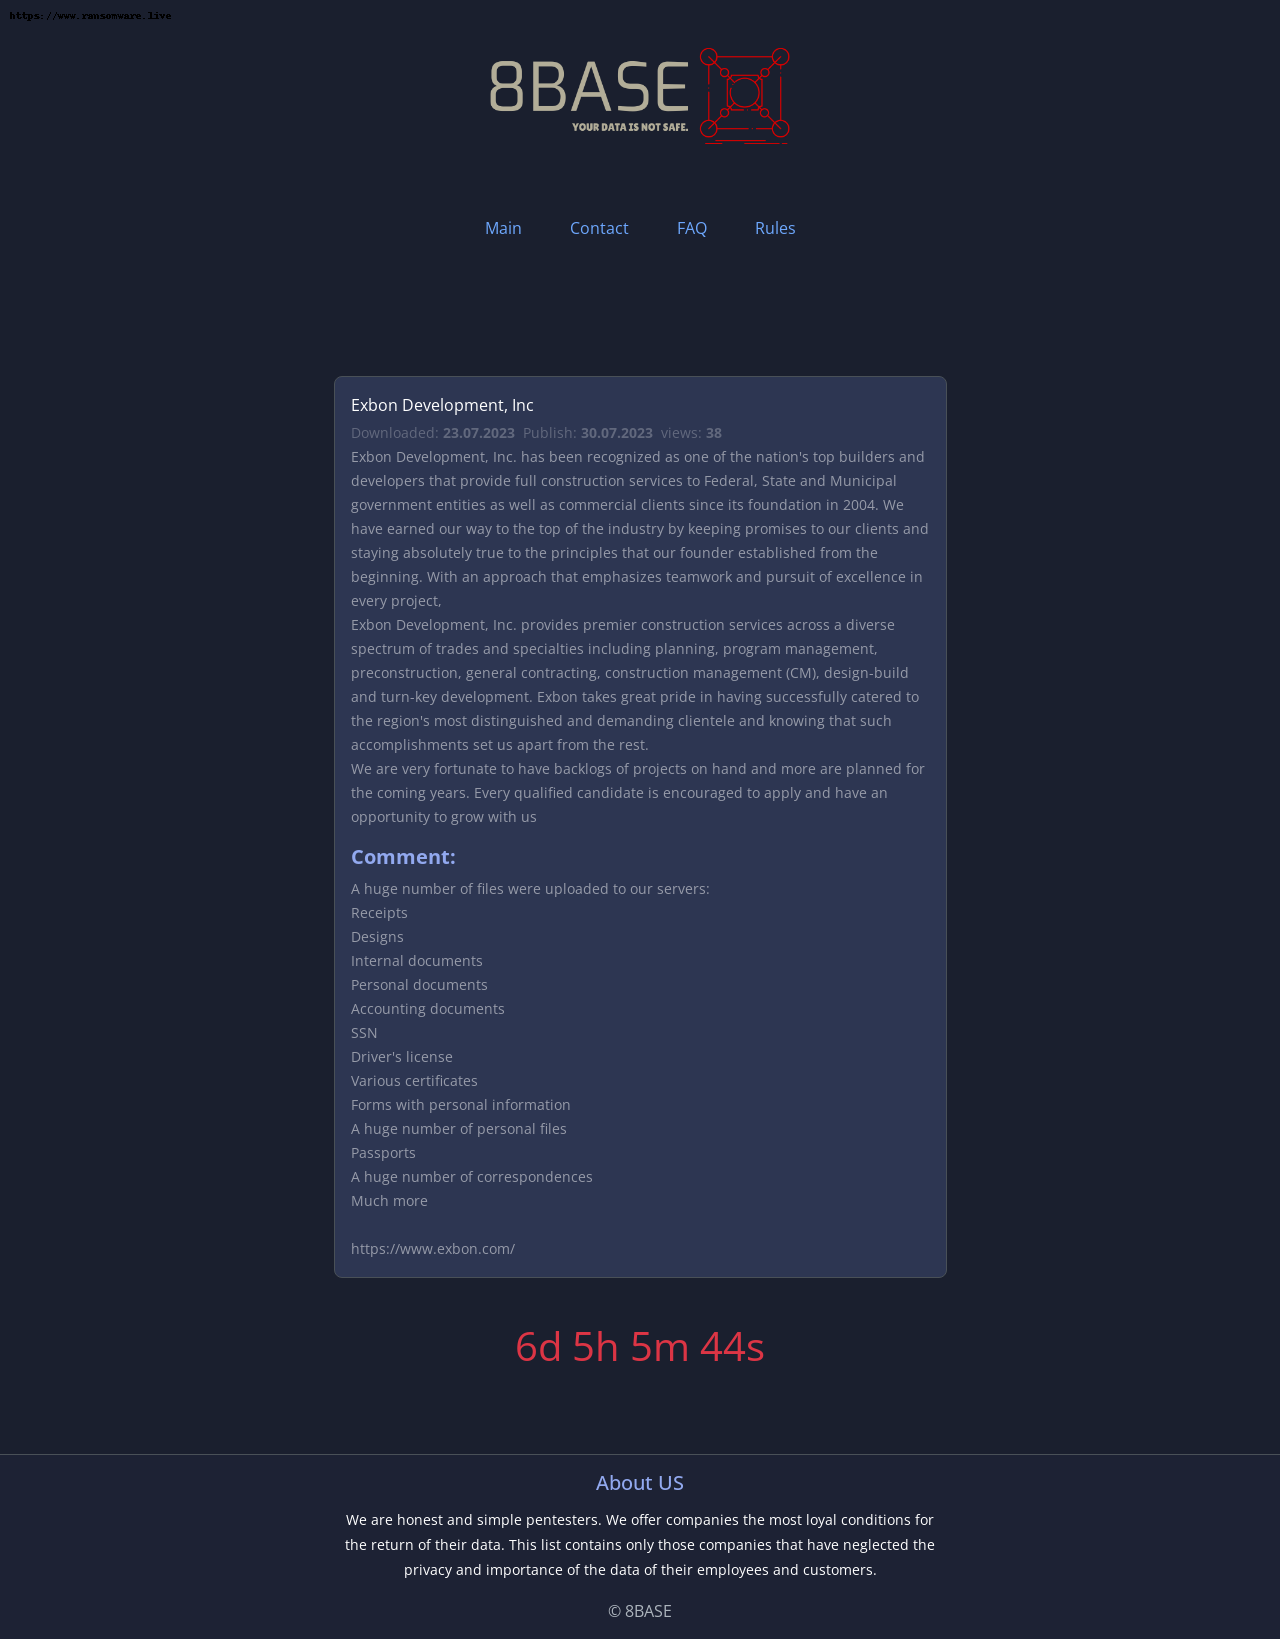 https://www.ransomware.live
8BASE
YOUR DATA IS NOT SAFE.
Main Contact FAQ Rules
Exbon Development, Inc
Downloaded: 23.07.2023 Publish: 30.07.2023 views: 38
Exbon Development, Inc. has been recognized as one of the nation's top builders and
developers that provide full construction services to Federal, State and Municipal
government entities as well as commercial clients since its foundation in 2004. We
have earned our way to the top of the industry by keeping promises to our clients and
staying absolutely true to the principles that our founder established from the
beginning. With an approach that emphasizes teamwork and pursuit of excellence in
every project,
Exbon Development, Inc. provides premier construction services across a diverse
spectrum of trades and specialties including planning, program management,
preconstruction, general contracting, construction management (CM), design-build
and turn-key development. Exbon takes great pride in having successfully catered to
the region's most distinguished and demanding clientele and knowing that such
accomplishments set us apart from the rest.
We are very fortunate to have backlogs of projects on hand and more are planned for
the coming years. Every qualified candidate is encouraged to apply and have an
opportunity to grow with us
Comment:
A huge number of files were uploaded to our servers:
Receipts
Designs
Internal documents
Personal documents
Accounting documents
SSN
Driver's license
Various certificates
Forms with personal information
A huge number of personal files
Passports
A huge number of correspondences
Much more
https://www.exbon.com/
6d 5h 5m 44s
About US
We are honest and simple pentesters. We offer companies the most loyal conditions for
the return of their data. This list contains only those companies that have neglected the
privacy and importance of the data of their employees and customers.
© 8BASE